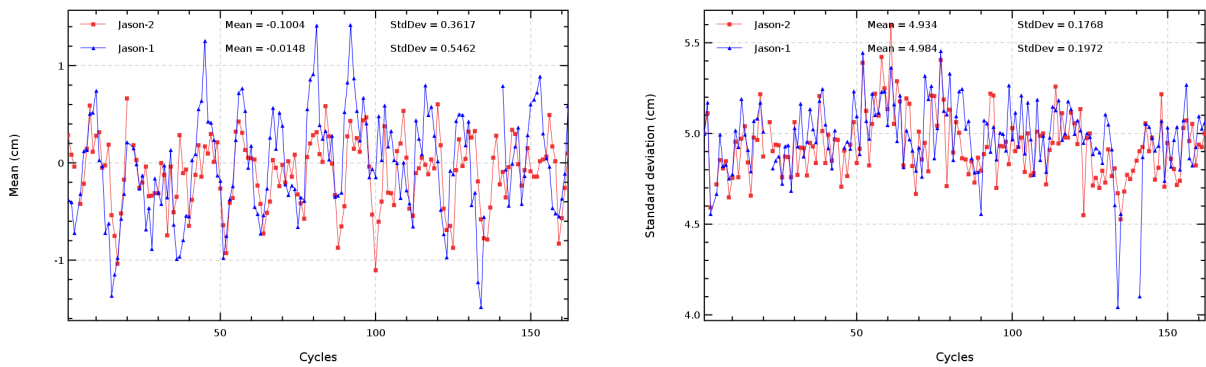 Jason-2 Mean = -0.1004 StdDev = 0.3617
Jason-1 Mean = -0.0148 StdDev = 0.5462
Mean (cm)
1
0
-1
50 100 150
Cycles
Jason-2 Mean = 4.934 StdDev = 0.1768
Jason-1 Mean = 4.984 StdDev = 0.1972
Standard deviation (cm)
5.5
5.0
4.5
4.0
50 100 150
Cycles